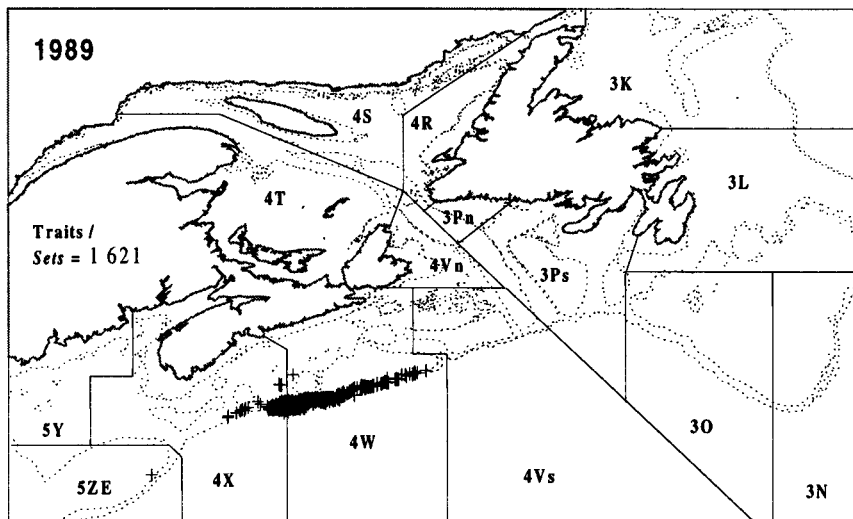 1989
3K
4S
4R
3L
4T
3Pn
Traits /
Sets = 1 621
4Vn
3Ps
5Y
4W
3O
4X
4Vs
5ZE
3N